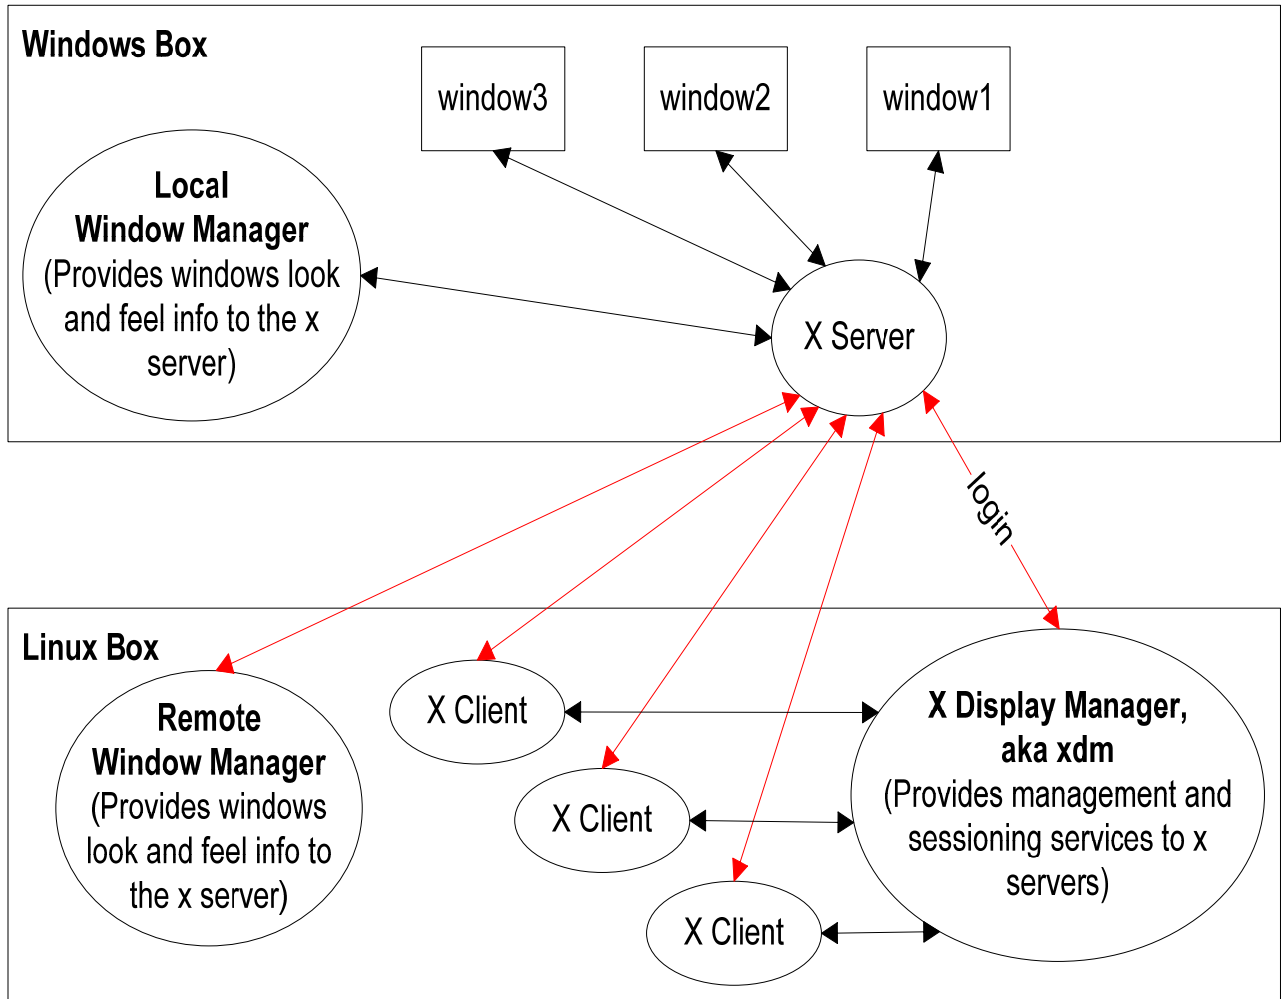 Windows Box
window3
window2
window1
Local
Window Manager
(Provides windows look
and feel info to the x
server)
X Server
login
Linux Box
Remote
Window Manager
(Provides windows
look and feel info to
the x server)
X Client
X Client
X Client
X Display Manager,
aka xdm
(Provides management and
sessioning services to x
servers)